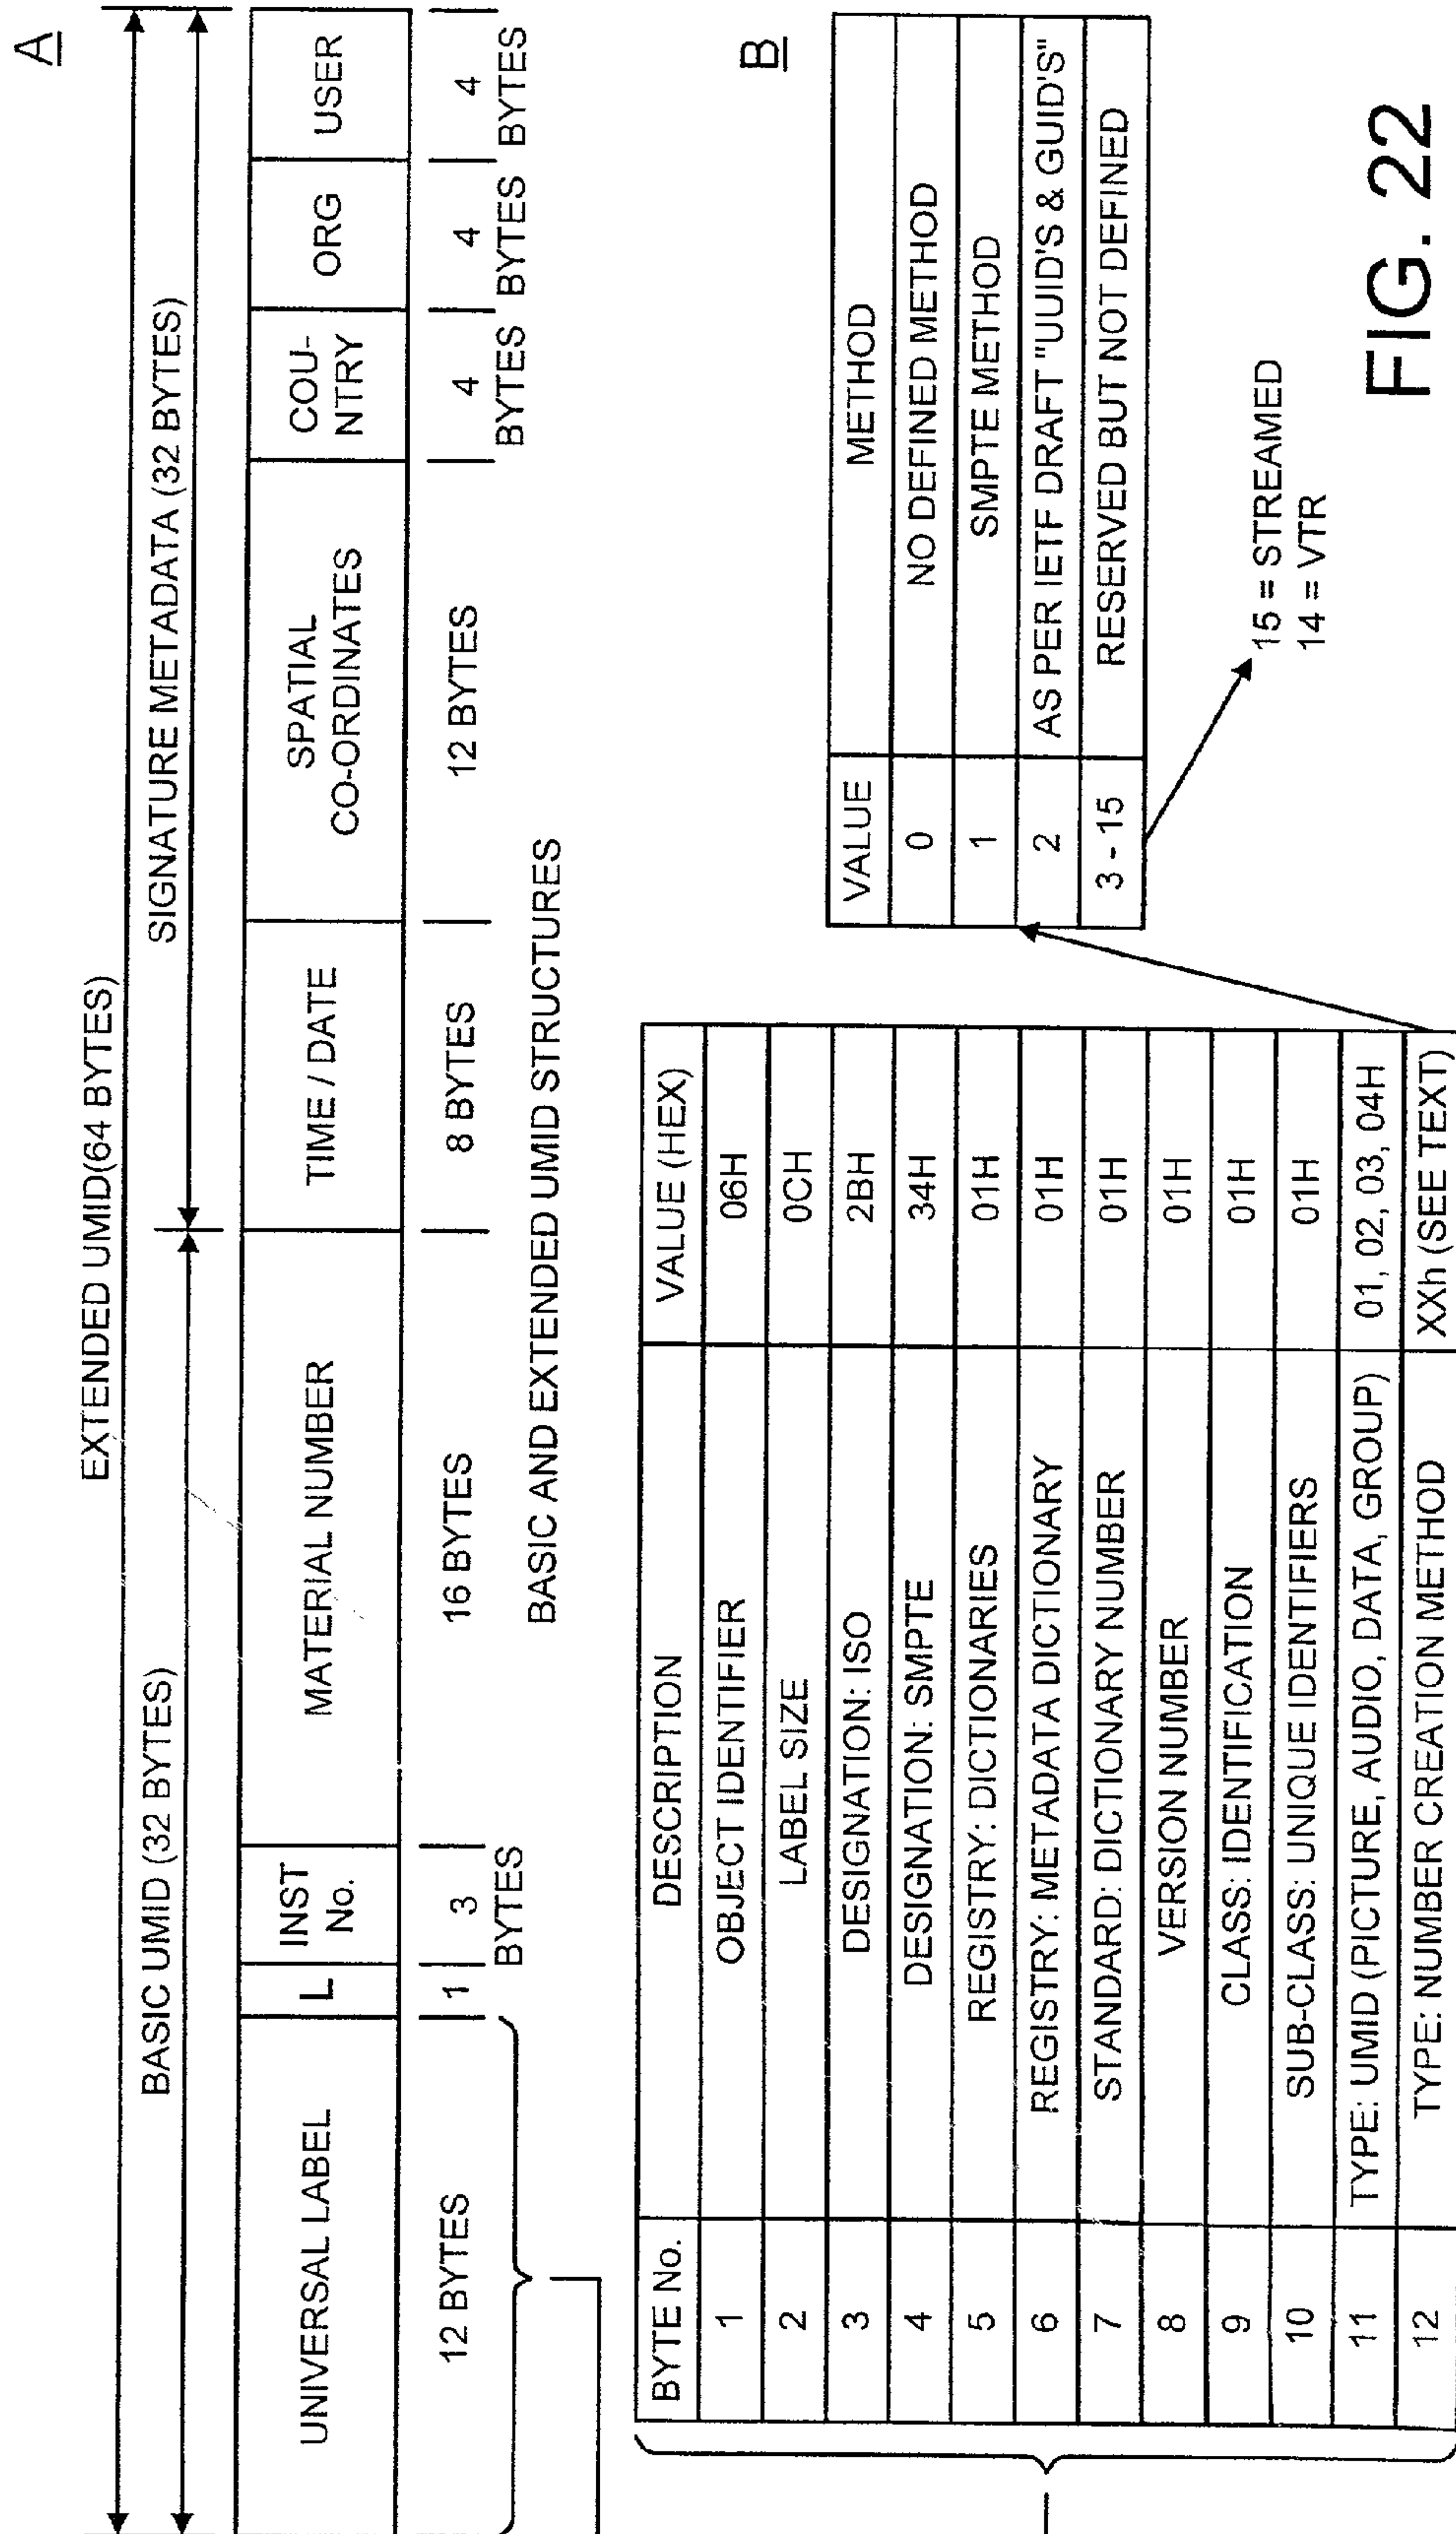 A
EXTENDED UMID(64 BYTES)
BASIC UMID (32 BYTES)
SIGNATURE METADATA (32 BYTES)
UNIVERSAL LABEL
L
INST
No.
MATERIAL NUMBER
TIME / DATE
SPATIAL
CO-ORDINATES
COU-
NTRY
ORG
USER
12 BYTES
1
3
BYTES
16 BYTES
8 BYTES
12 BYTES
4
BYTES
4
BYTES
4
BYTES
BASIC AND EXTENDED UMID STRUCTURES
BYTE No. DESCRIPTION VALUE (HEX)
1 OBJECT IDENTIFIER 06H
2 LABEL SIZE 0CH
3 DESIGNATION: ISO 2BH
4 DESIGNATION: SMPTE 34H
5 REGISTRY: DICTIONARIES 01H
6 REGISTRY: METADATA DICTIONARY 01H
7 STANDARD: DICTIONARY NUMBER 01H
8 VERSION NUMBER 01H
9 CLASS: IDENTIFICATION 01H
10 SUB-CLASS: UNIQUE IDENTIFIERS 01H
11 TYPE: UMID (PICTURE, AUDIO, DATA, GROUP) 01, 02, 03, 04H
12 TYPE: NUMBER CREATION METHOD XXh (SEE TEXT)
B
VALUE METHOD
0 NO DEFINED METHOD
1 SMPTE METHOD
2 AS PER IETF DRAFT "UUID'S & GUID'S"
3 - 15 RESERVED BUT NOT DEFINED
15 = STREAMED
14 = VTR
FIG. 22